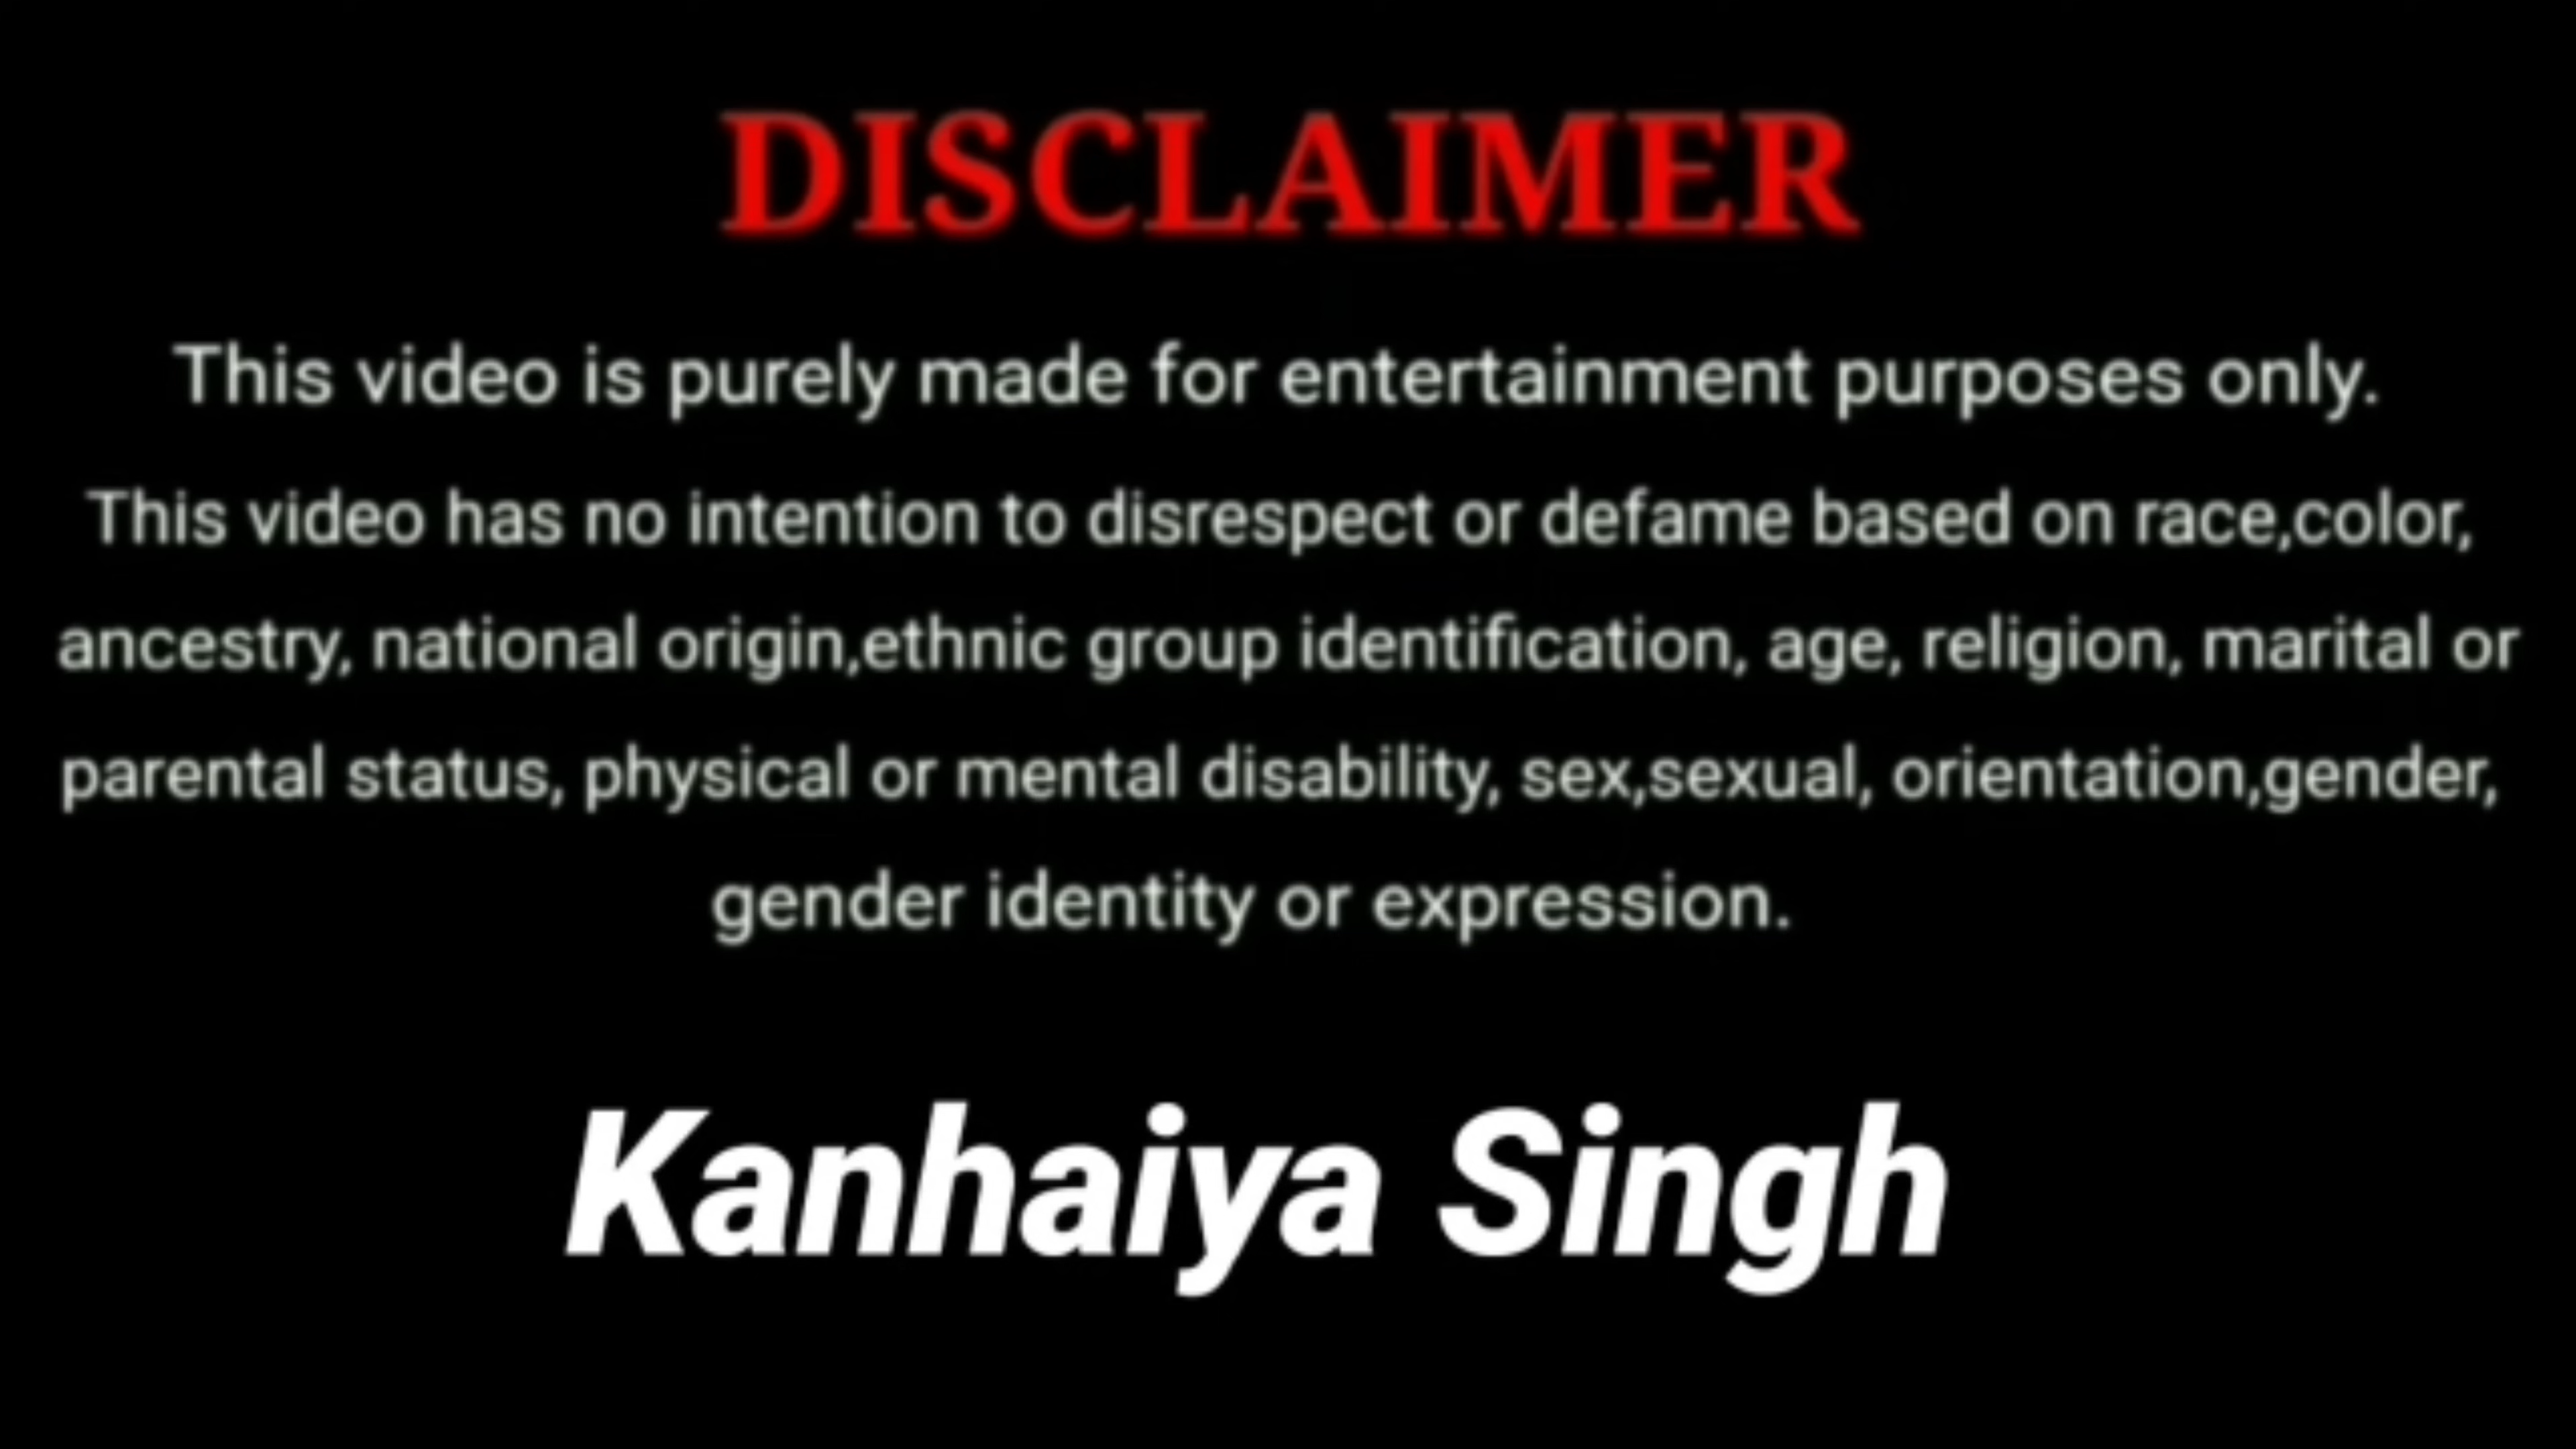 DISCLAIMER
This video is purely made for entertainment purposes only.
This video has no intention to disrespect or defame based on race,color,
ancestry, national origin,ethnic group identification, age, religion, marital or
parental status, physical or mental disability, sex,sexual, orientation,gender,
gender identity or expression.
Kanhaiya Singh